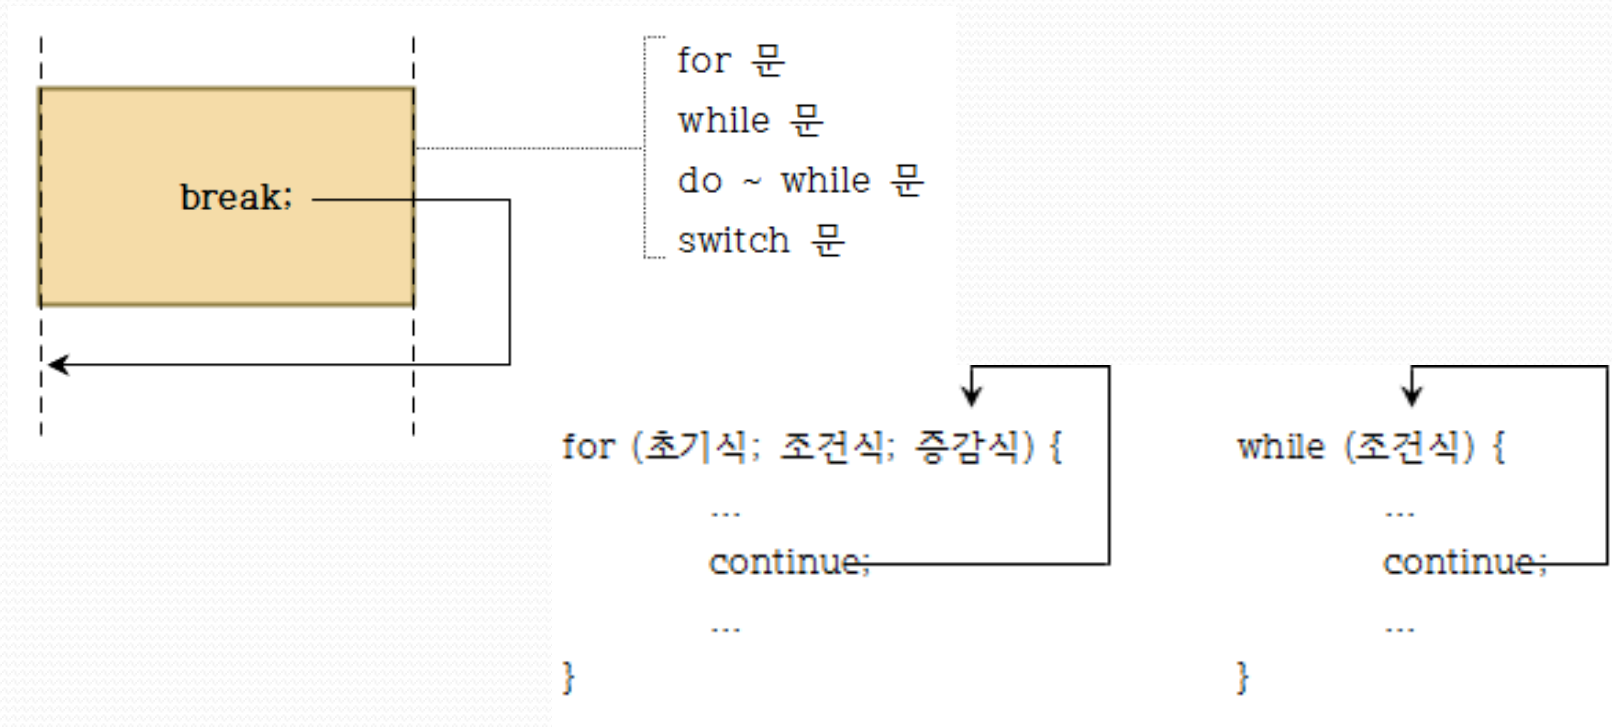 for 문
while 문
do ~ while 문
switch 문
break;
for (초기식; 조건식; 증감식) {
...
continue;
...
}
while (조건식) {
...
continue;
...
}